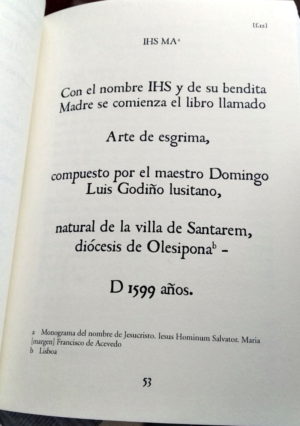 [f.1r]
IHS MAª
Con el nombre IHS y de su bendita
Madre se comienza el libro llamado
Arte de esgrima,
compuesto por el maestro Domingo
Luis Godiño lusitano,
natural de la villa de Santarem,
diócesis de Olesiponaᵇ –
D 1599 años.
a Monograma del nombre de Jesucristo. Iesus Hominum Salvator. Maria
[margen] Francisco de Acevedo
b Lisboa
53